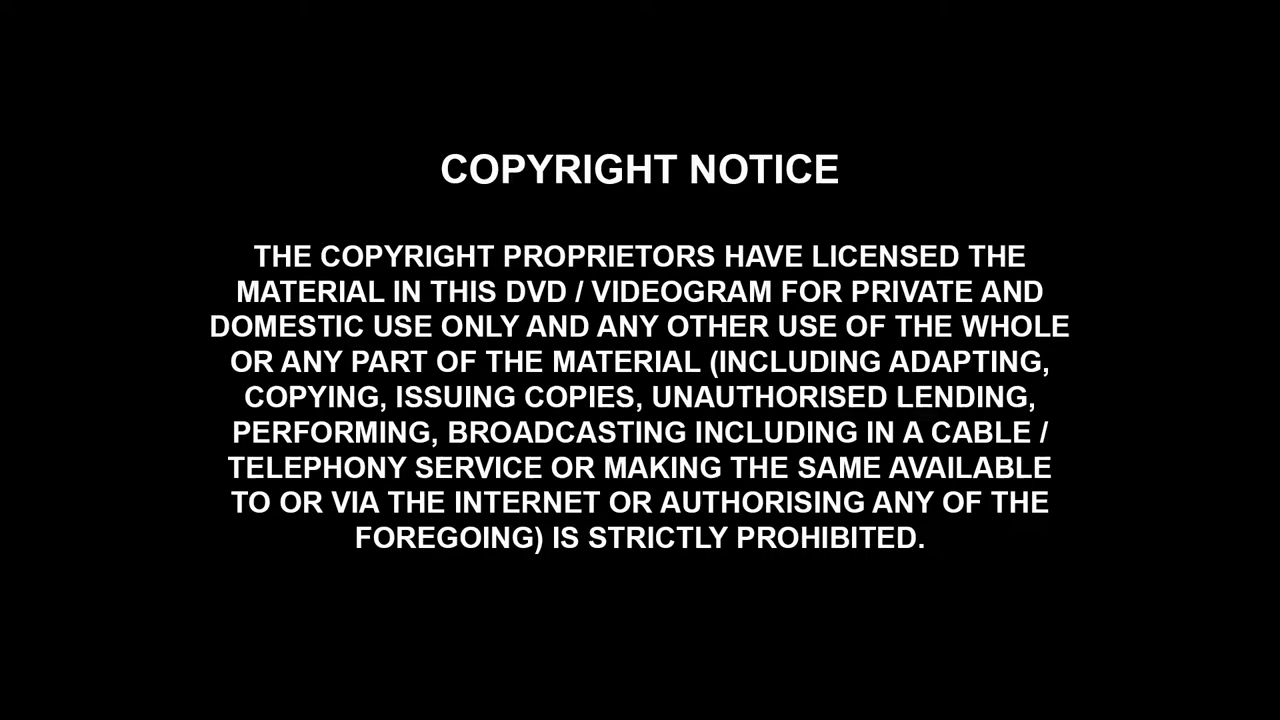 COPYRIGHT NOTICE
THE COPYRIGHT PROPRIETORS HAVE LICENSED THE
MATERIAL IN THIS DVD / VIDEOGRAM FOR PRIVATE AND
DOMESTIC USE ONLY AND ANY OTHER USE OF THE WHOLE
OR ANY PART OF THE MATERIAL (INCLUDING ADAPTING,
COPYING, ISSUING COPIES, UNAUTHORISED LENDING,
PERFORMING, BROADCASTING INCLUDING IN A CABLE /
TELEPHONY SERVICE OR MAKING THE SAME AVAILABLE
TO OR VIA THE INTERNET OR AUTHORISING ANY OF THE
FOREGOING) IS STRICTLY PROHIBITED.